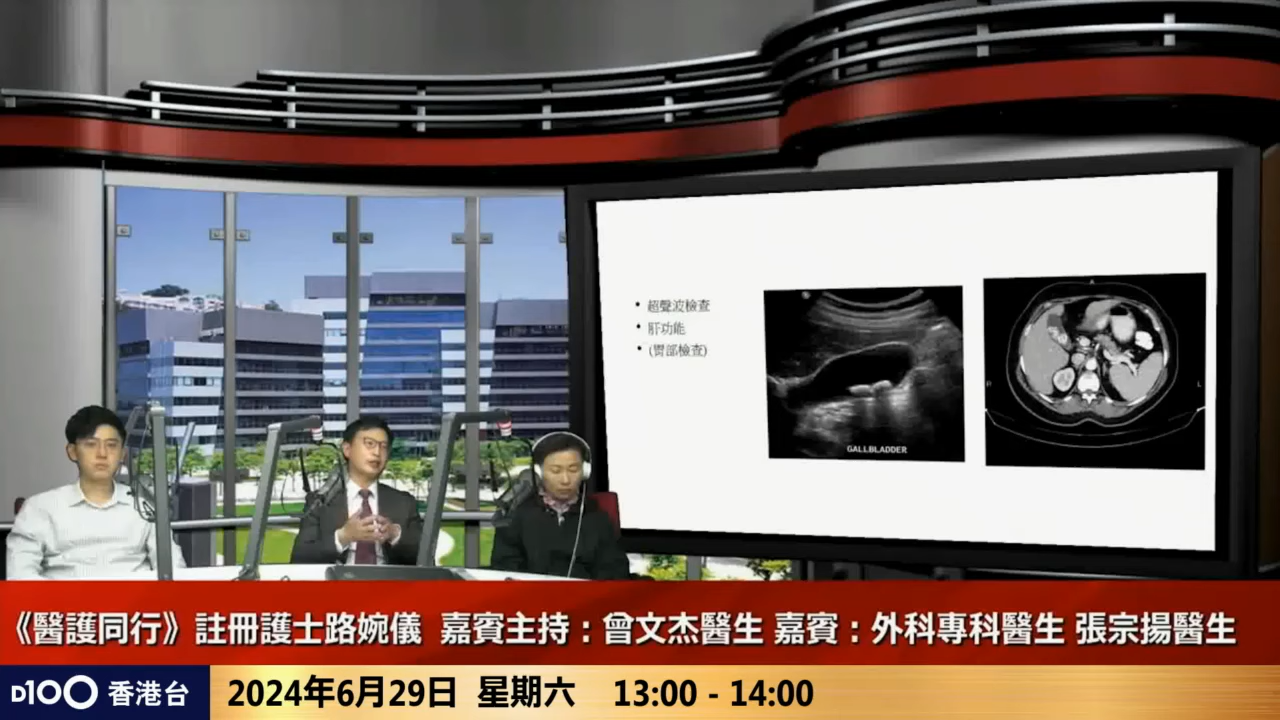 • 超聲波檢查
• 肝功能
• (胃部檢查)
GALLBLADDER
《醫護同行》註冊護士路婉儀 嘉賓主持：曾文杰醫生 嘉賓：外科專科醫生 張宗揚醫生
D100 香港台
2024年6月29日 星期六 13:00 - 14:00